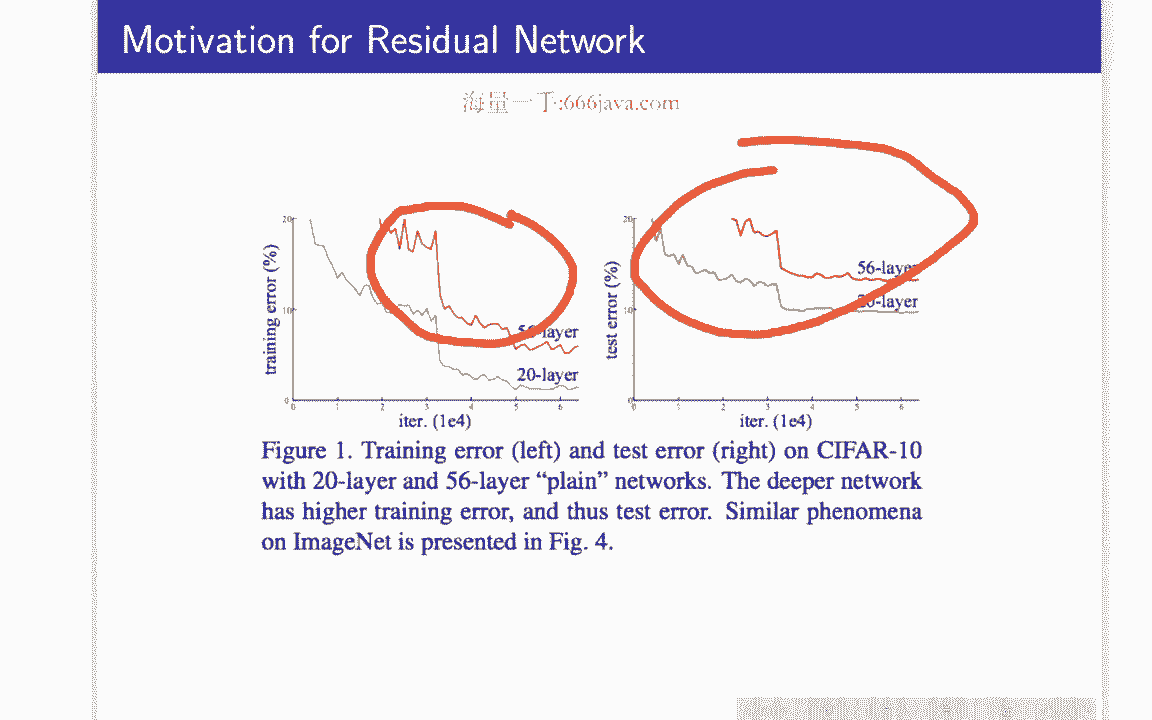 Motivation for Residual Network
海量一丁:666java.com
20
10
0
training error (%)
0 1 2 3 4 5 6
iter. (1e4)
56-layer
20-layer
20
10
0
test error (%)
0 1 2 3 4 5 6
iter. (1e4)
56-layer
20-layer
Figure 1. Training error (left) and test error (right) on CIFAR-10
with 20-layer and 56-layer “plain” networks. The deeper network
has higher training error, and thus test error. Similar phenomena
on ImageNet is presented in Fig. 4.